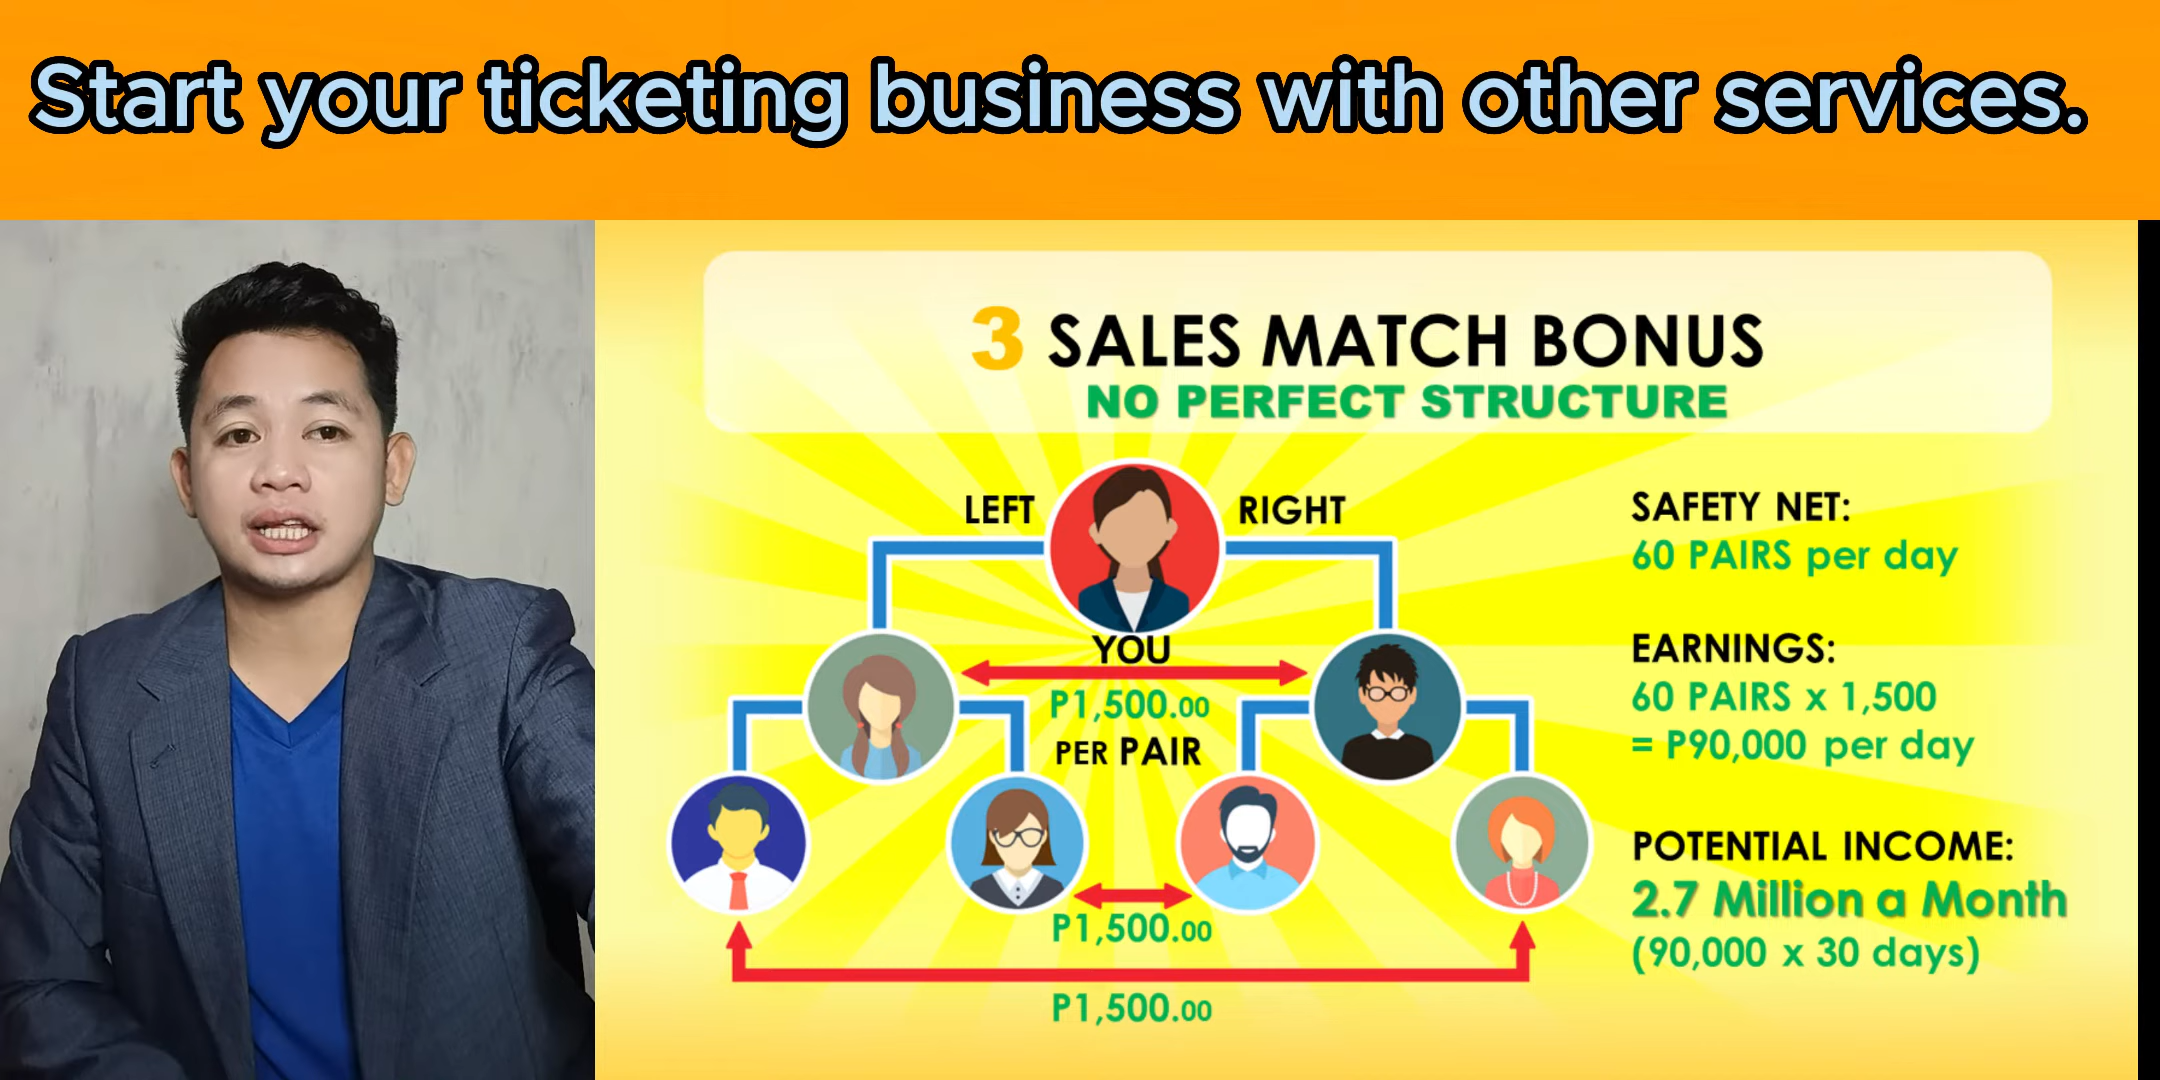 Start your ticketing business with other services.
3 SALES MATCH BONUS
NO PERFECT STRUCTURE
LEFT
RIGHT
YOU
P1,500.00
PER PAIR
P1,500.00
P1,500.00
SAFETY NET:
60 PAIRS per day
EARNINGS:
60 PAIRS x 1,500
= P90,000 per day
POTENTIAL INCOME:
2.7 Million a Month
(90,000 x 30 days)